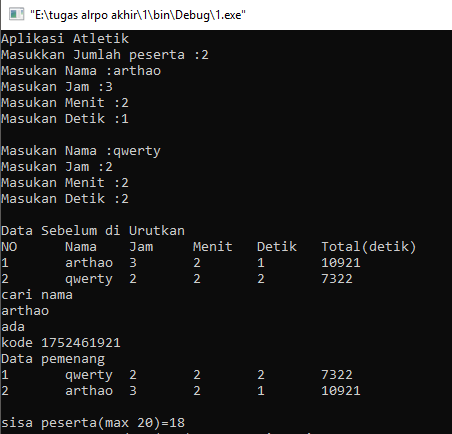 "E:\tugas alrpo akhir\1\bin\Debug\1.exe"
Aplikasi Atletik
Masukkan Jumlah peserta :2
Masukan Nama :arthao
Masukan Jam :3
Masukan Menit :2
Masukan Detik :1
Masukan Nama :qwerty
Masukan Jam :2
Masukan Menit :2
Masukan Detik :2
Data Sebelum di Urutkan
NO Nama Jam Menit Detik Total(detik)
1 arthao 3 2 1 10921
2 qwerty 2 2 2 7322
cari nama
arthao
ada
kode 1752461921
Data pemenang
1 qwerty 2 2 2 7322
2 arthao 3 2 1 10921
sisa peserta(max 20)=18